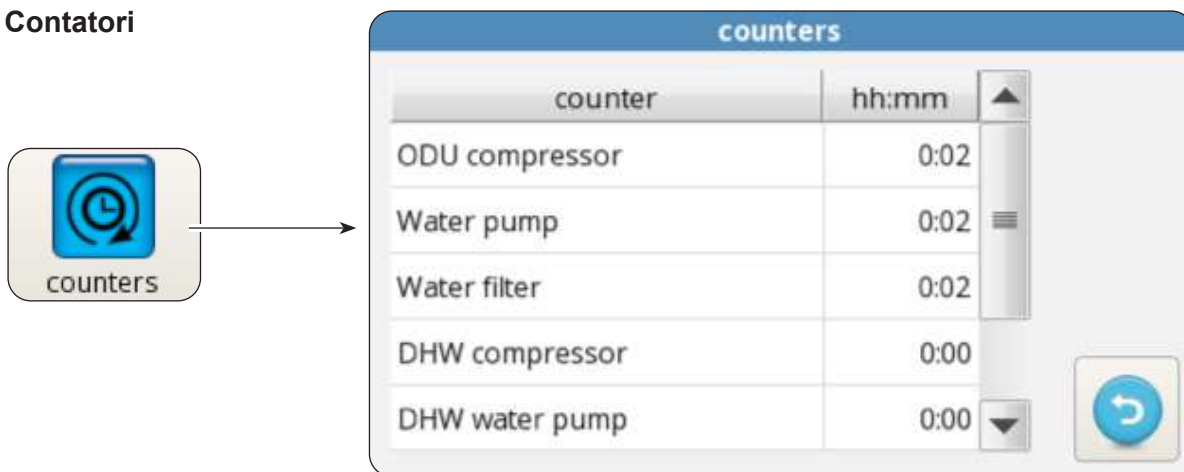 Contatori
counters
counters
counter hh:mm
ODU compressor 0:02
Water pump 0:02
Water filter 0:02
DHW compressor 0:00
DHW water pump 0:00